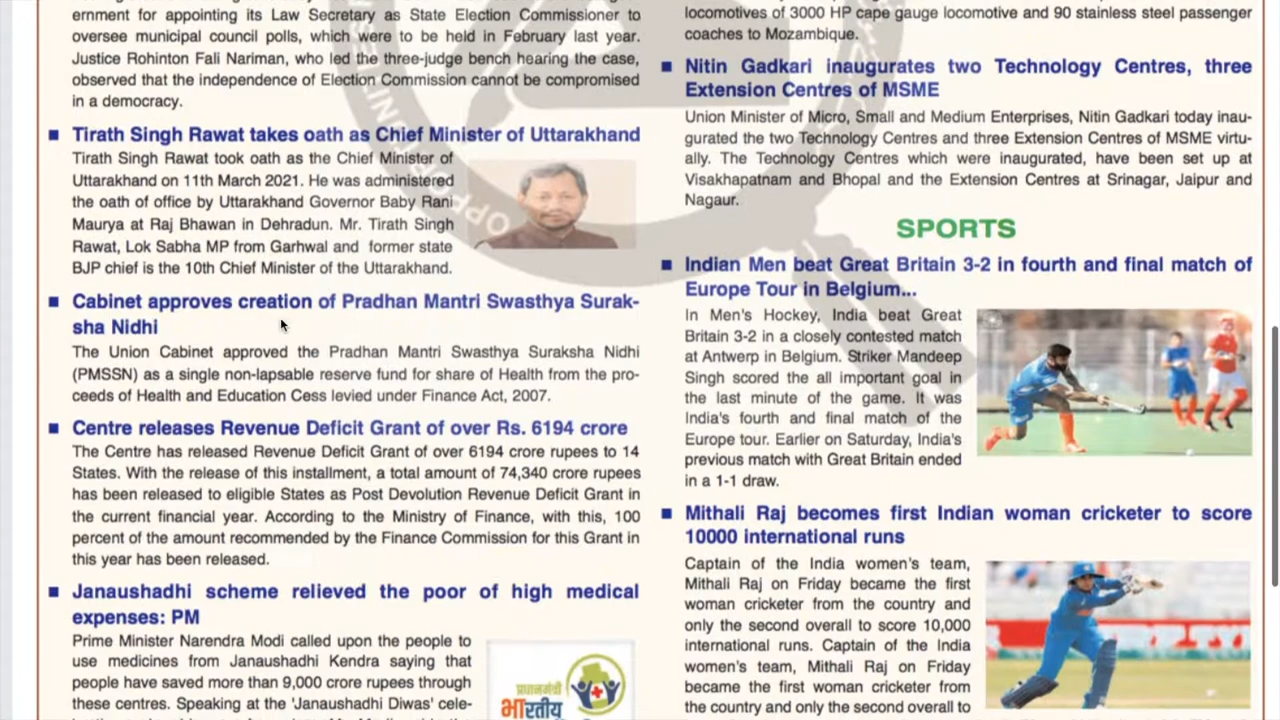 ernment for appointing its Law Secretary as State Election Commissioner to
oversee municipal council polls, which were to be held in February last year.
Justice Rohinton Fali Nariman, who led the three-judge bench hearing the case,
observed that the independence of Election Commission cannot be compromised
in a democracy.
■ Tirath Singh Rawat takes oath as Chief Minister of Uttarakhand
Tirath Singh Rawat took oath as the Chief Minister of
Uttarakhand on 11th March 2021. He was administered
the oath of office by Uttarakhand Governor Baby Rani
Maurya at Raj Bhawan in Dehradun. Mr. Tirath Singh
Rawat, Lok Sabha MP from Garhwal and former state
BJP chief is the 10th Chief Minister of the Uttarakhand.
■ Cabinet approves creation of Pradhan Mantri Swasthya Surak-
sha Nidhi
The Union Cabinet approved the Pradhan Mantri Swasthya Suraksha Nidhi
(PMSSN) as a single non-lapsable reserve fund for share of Health from the pro-
ceeds of Health and Education Cess levied under Finance Act, 2007.
■ Centre releases Revenue Deficit Grant of over Rs. 6194 crore
The Centre has released Revenue Deficit Grant of over 6194 crore rupees to 14
States. With the release of this installment, a total amount of 74,340 crore rupees
has been released to eligible States as Post Devolution Revenue Deficit Grant in
the current financial year. According to the Ministry of Finance, with this, 100
percent of the amount recommended by the Finance Commission for this Grant in
this year has been released.
■ Janaushadhi scheme relieved the poor of high medical
expenses: PM
Prime Minister Narendra Modi called upon the people to
use medicines from Janaushadhi Kendra saying that
people have saved more than 9,000 crore rupees through
these centres. Speaking at the 'Janaushadhi Diwas' cele-
प्रधानमंत्री
भारतीय
locomotives of 3000 HP cape gauge locomotive and 90 stainless steel passenger
coaches to Mozambique.
■ Nitin Gadkari inaugurates two Technology Centres, three
Extension Centres of MSME
Union Minister of Micro, Small and Medium Enterprises, Nitin Gadkari today inau-
gurated the two Technology Centres and three Extension Centres of MSME virtu-
ally. The Technology Centres which were inaugurated, have been set up at
Visakhapatnam and Bhopal and the Extension Centres at Srinagar, Jaipur and
Nagaur.
SPORTS
■ Indian Men beat Great Britain 3-2 in fourth and final match of
Europe Tour in Belgium...
In Men's Hockey, India beat Great
Britain 3-2 in a closely contested match
at Antwerp in Belgium. Striker Mandeep
Singh scored the all important goal in
the last minute of the game. It was
India's fourth and final match of the
Europe tour. Earlier on Saturday, India's
previous match with Great Britain ended
in a 1-1 draw.
■ Mithali Raj becomes first Indian woman cricketer to score
10000 international runs
Captain of the India women's team,
Mithali Raj on Friday became the first
woman cricketer from the country and
only the second overall to score 10,000
international runs. Captain of the India
women's team, Mithali Raj on Friday
became the first woman cricketer from
the country and only the second overall to